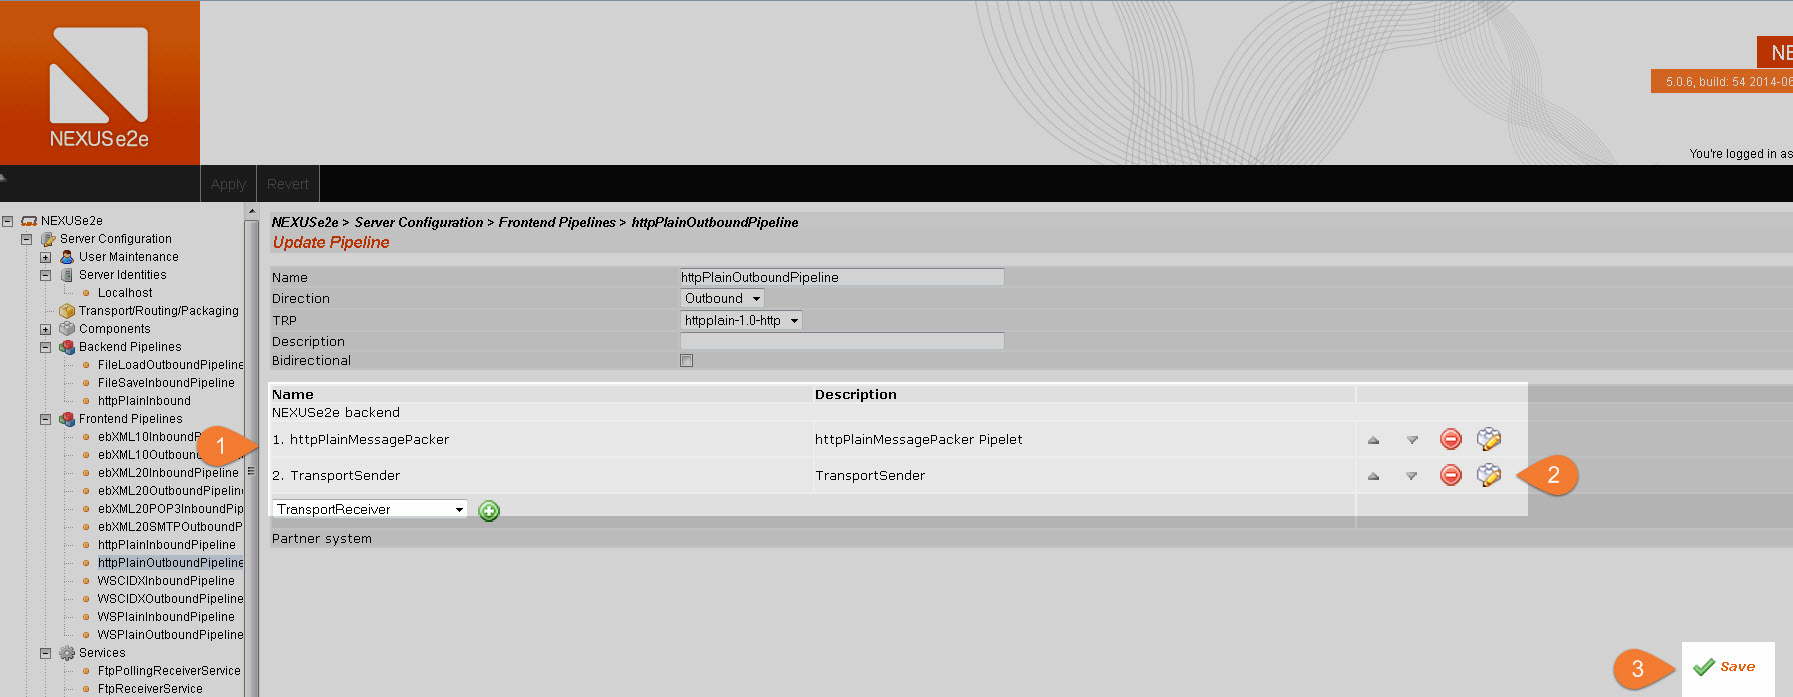 NEXUSe2e
NE
5.0.6, build: 54 2014-06
You're logged in as
Apply
Revert
NEXUSe2e
Server Configuration
User Maintenance
Server Identities
Localhost
Transport/Routing/Packaging
Components
Backend Pipelines
FileLoadOutboundPipeline
FileSaveInboundPipeline
httpPlainInbound
Frontend Pipelines
ebXML10InboundP
ebXML10Outboun
ebXML20InboundPipeline
ebXML20OutboundPipelin
ebXML20POP3InboundPip
ebXML20SMTPOutboundP
httpPlainInboundPipeline
httpPlainOutboundPipeline
WSCIDXInboundPipeline
WSCIDXOutboundPipeline
WSPlainInboundPipeline
WSPlainOutboundPipeline
Services
FtpPollingReceiverService
FtpReceiverService
NEXUSe2e > Server Configuration > Frontend Pipelines > httpPlainOutboundPipeline
Update Pipeline
Name httpPlainOutboundPipeline
Direction Outbound
TRP httpplain-1.0-http
Description
Bidirectional
Name Description
NEXUSe2e backend
1 1. httpPlainMessagePacker httpPlainMessagePacker Pipelet
2. TransportSender TransportSender 2
TransportReceiver
Partner system
3 Save